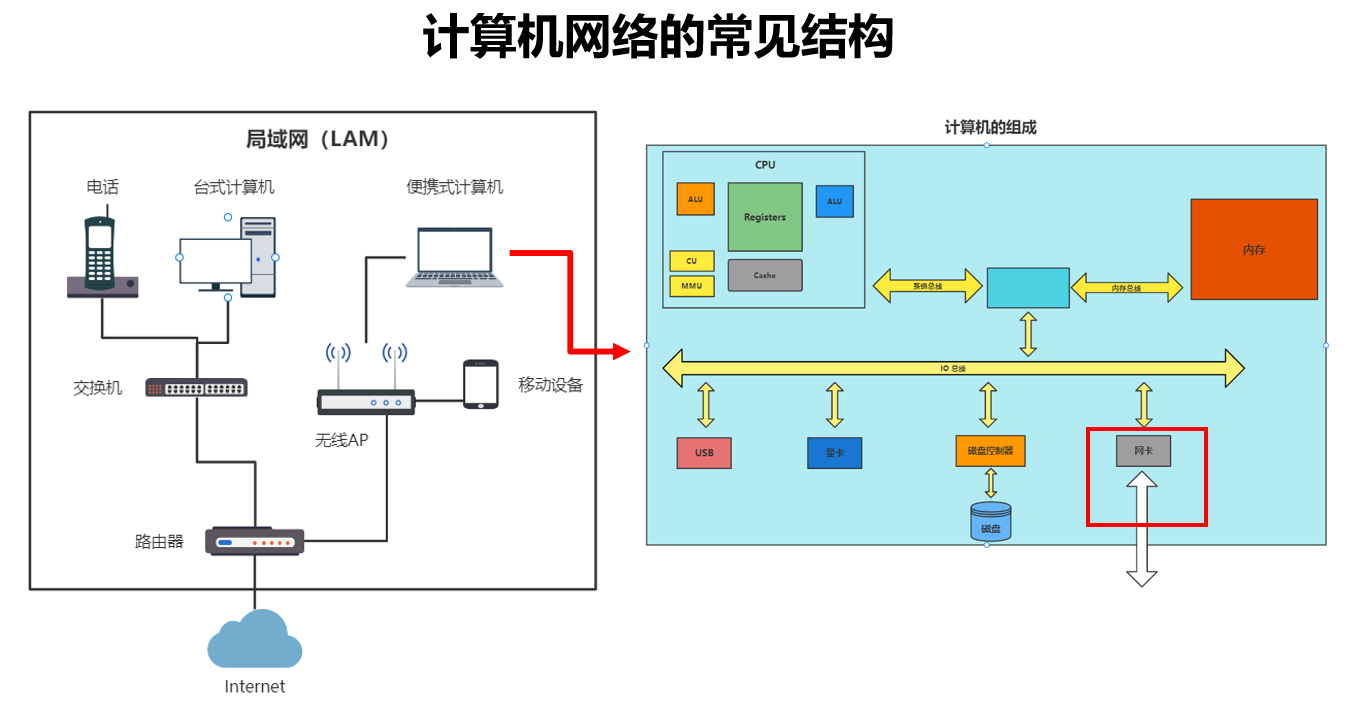 计算机网络的常见结构
局域网（LAM）
电话
台式计算机
便携式计算机
交换机
无线AP
移动设备
路由器
Internet
计算机的组成
CPU
ALU
Registers
ALU
CU
MMU
Cache
系统总线
内存总线
内存
IO 总线
USB
显卡
磁盘控制器
网卡
磁盘